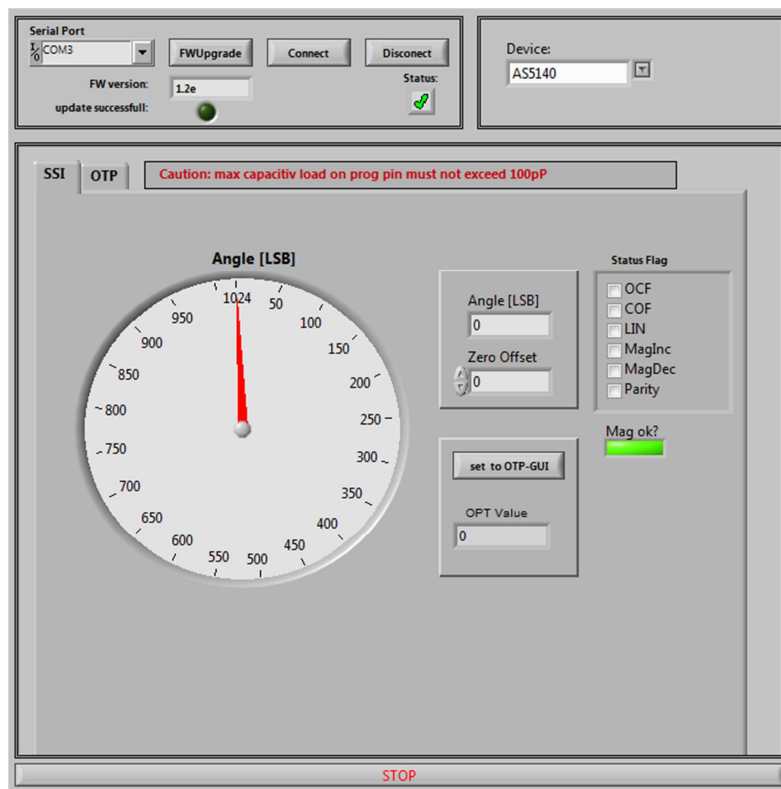 Serial Port
I/O COM3
FWUpgrade
Connect
Disconect
FW version:
1.2e
Status:
update successfull:
Device:
AS5140
SSI
OTP
Caution: max capacitiv load on prog pin must not exceed 100pP
Angle [LSB]
1024
50
100
150
200
250
300
350
400
450
500
550
600
650
700
750
800
850
900
950
Angle [LSB]
0
Zero Offset
0
set to OTP-GUI
OPT Value
0
Status Flag
OCF
COF
LIN
MagInc
MagDec
Parity
Mag ok?
STOP